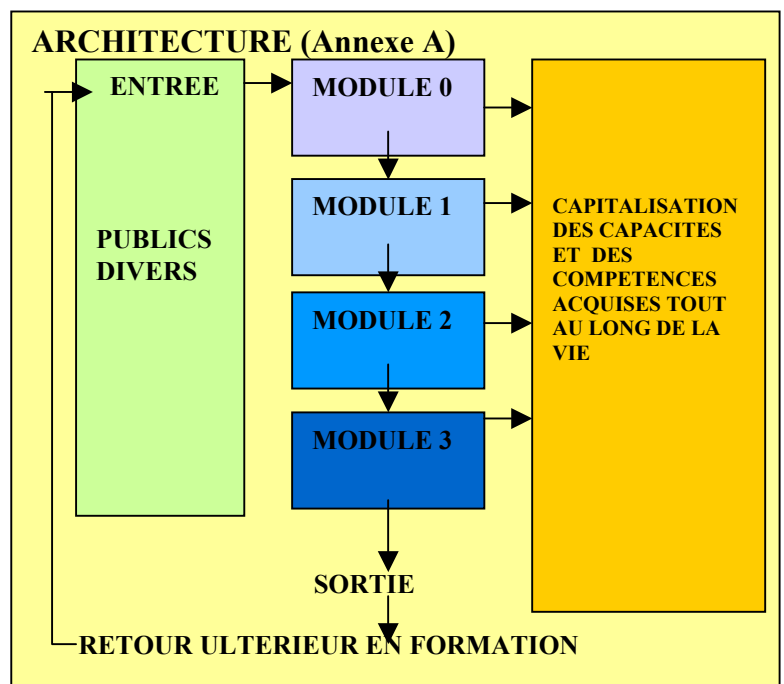 ARCHITECTURE (Annexe A)
ENTREE
PUBLICS
DIVERS
MODULE 0
MODULE 1
MODULE 2
MODULE 3
SORTIE
RETOUR ULTERIEUR EN FORMATION
CAPITALISATION
DES CAPACITES
ET DES
COMPETENCES
ACQUISES TOUT
AU LONG DE LA
VIE